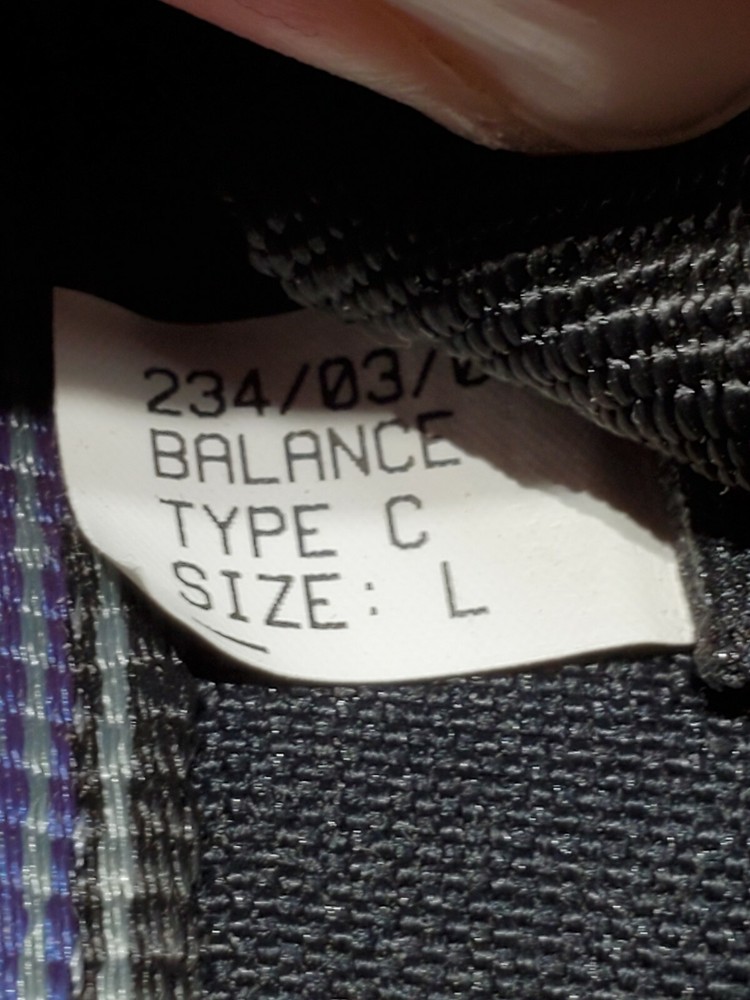 234/03/
BALANCE
TYPE C
SIZE: L